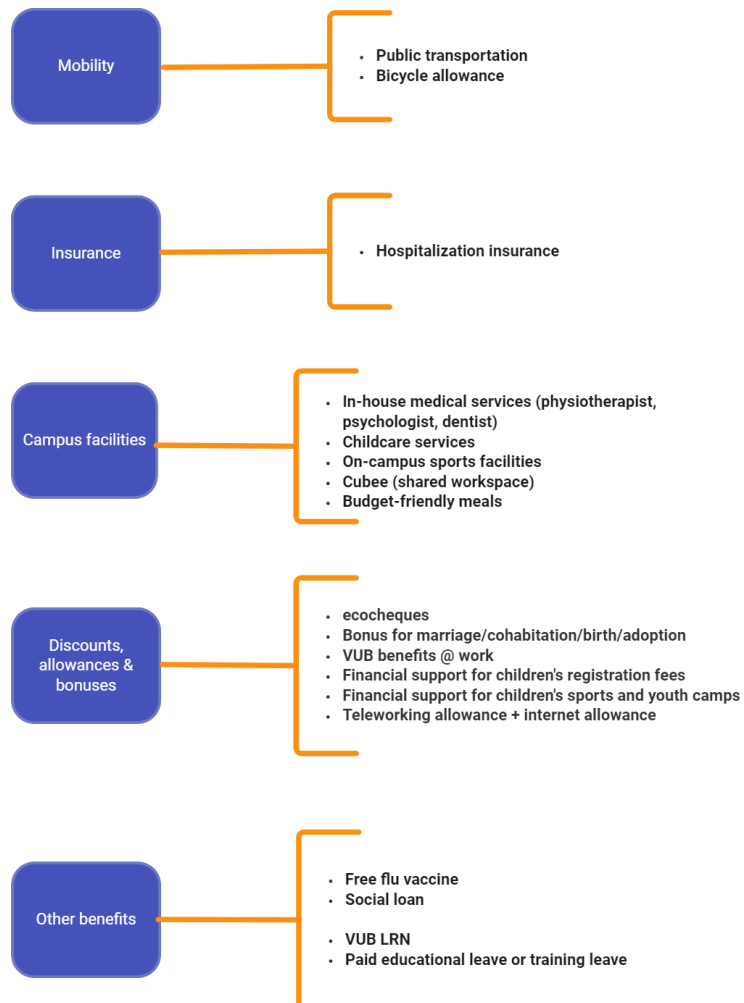 Mobility
• Public transportation
• Bicycle allowance
Insurance
• Hospitalization insurance
Campus facilities
• In-house medical services (physiotherapist,
psychologist, dentist)
• Childcare services
• On-campus sports facilities
• Cubee (shared workspace)
• Budget-friendly meals
Discounts,
allowances &
bonuses
• ecocheques
• Bonus for marriage/cohabitation/birth/adoption
• VUB benefits @ work
• Financial support for children's registration fees
• Financial support for children's sports and youth camps
• Teleworking allowance + internet allowance
Other benefits
• Free flu vaccine
• Social loan
• VUB LRN
• Paid educational leave or training leave